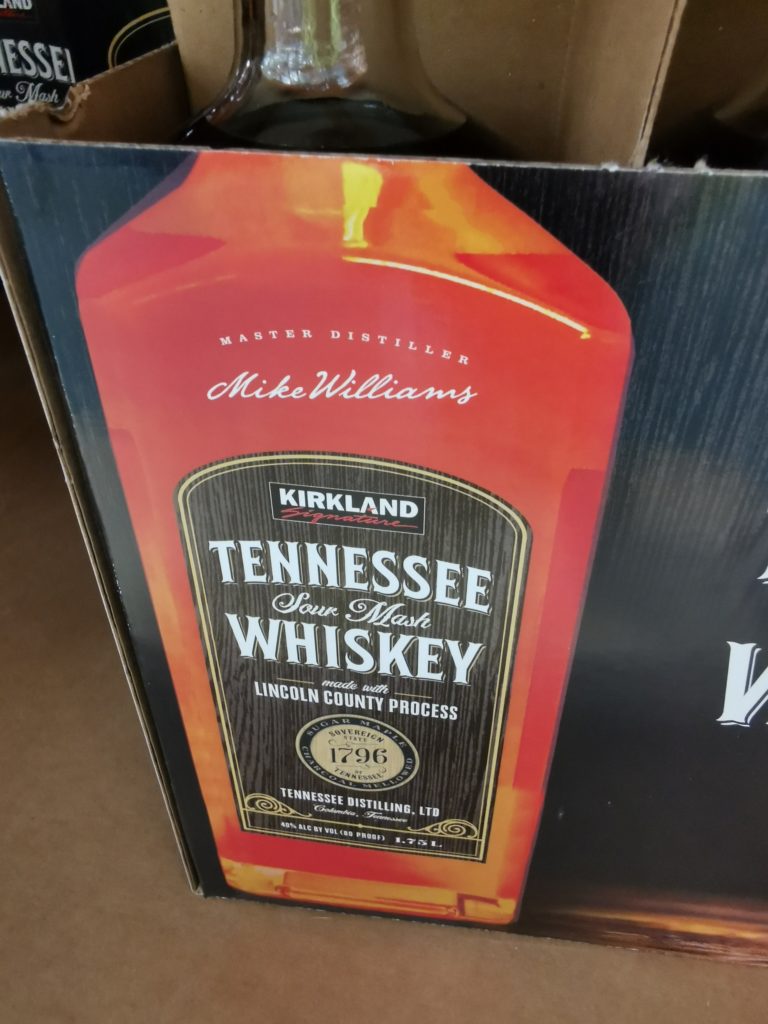 NESSEE
Sour Mash
MASTER DISTILLER
Mike Williams
KIRKLAND
Signature
TENNESSEE
Sour Mash
WHISKEY
made with
LINCOLN COUNTY PROCESS
SUGAR MAPLE
SOVEREIGN
STATE
1796
OF
TENNESSEE
CHARCOAL MELLOWED
TENNESSEE DISTILLING, LTD
Columbia, Tennessee
40% ALC BY VOL (80 PROOF) 1.75L